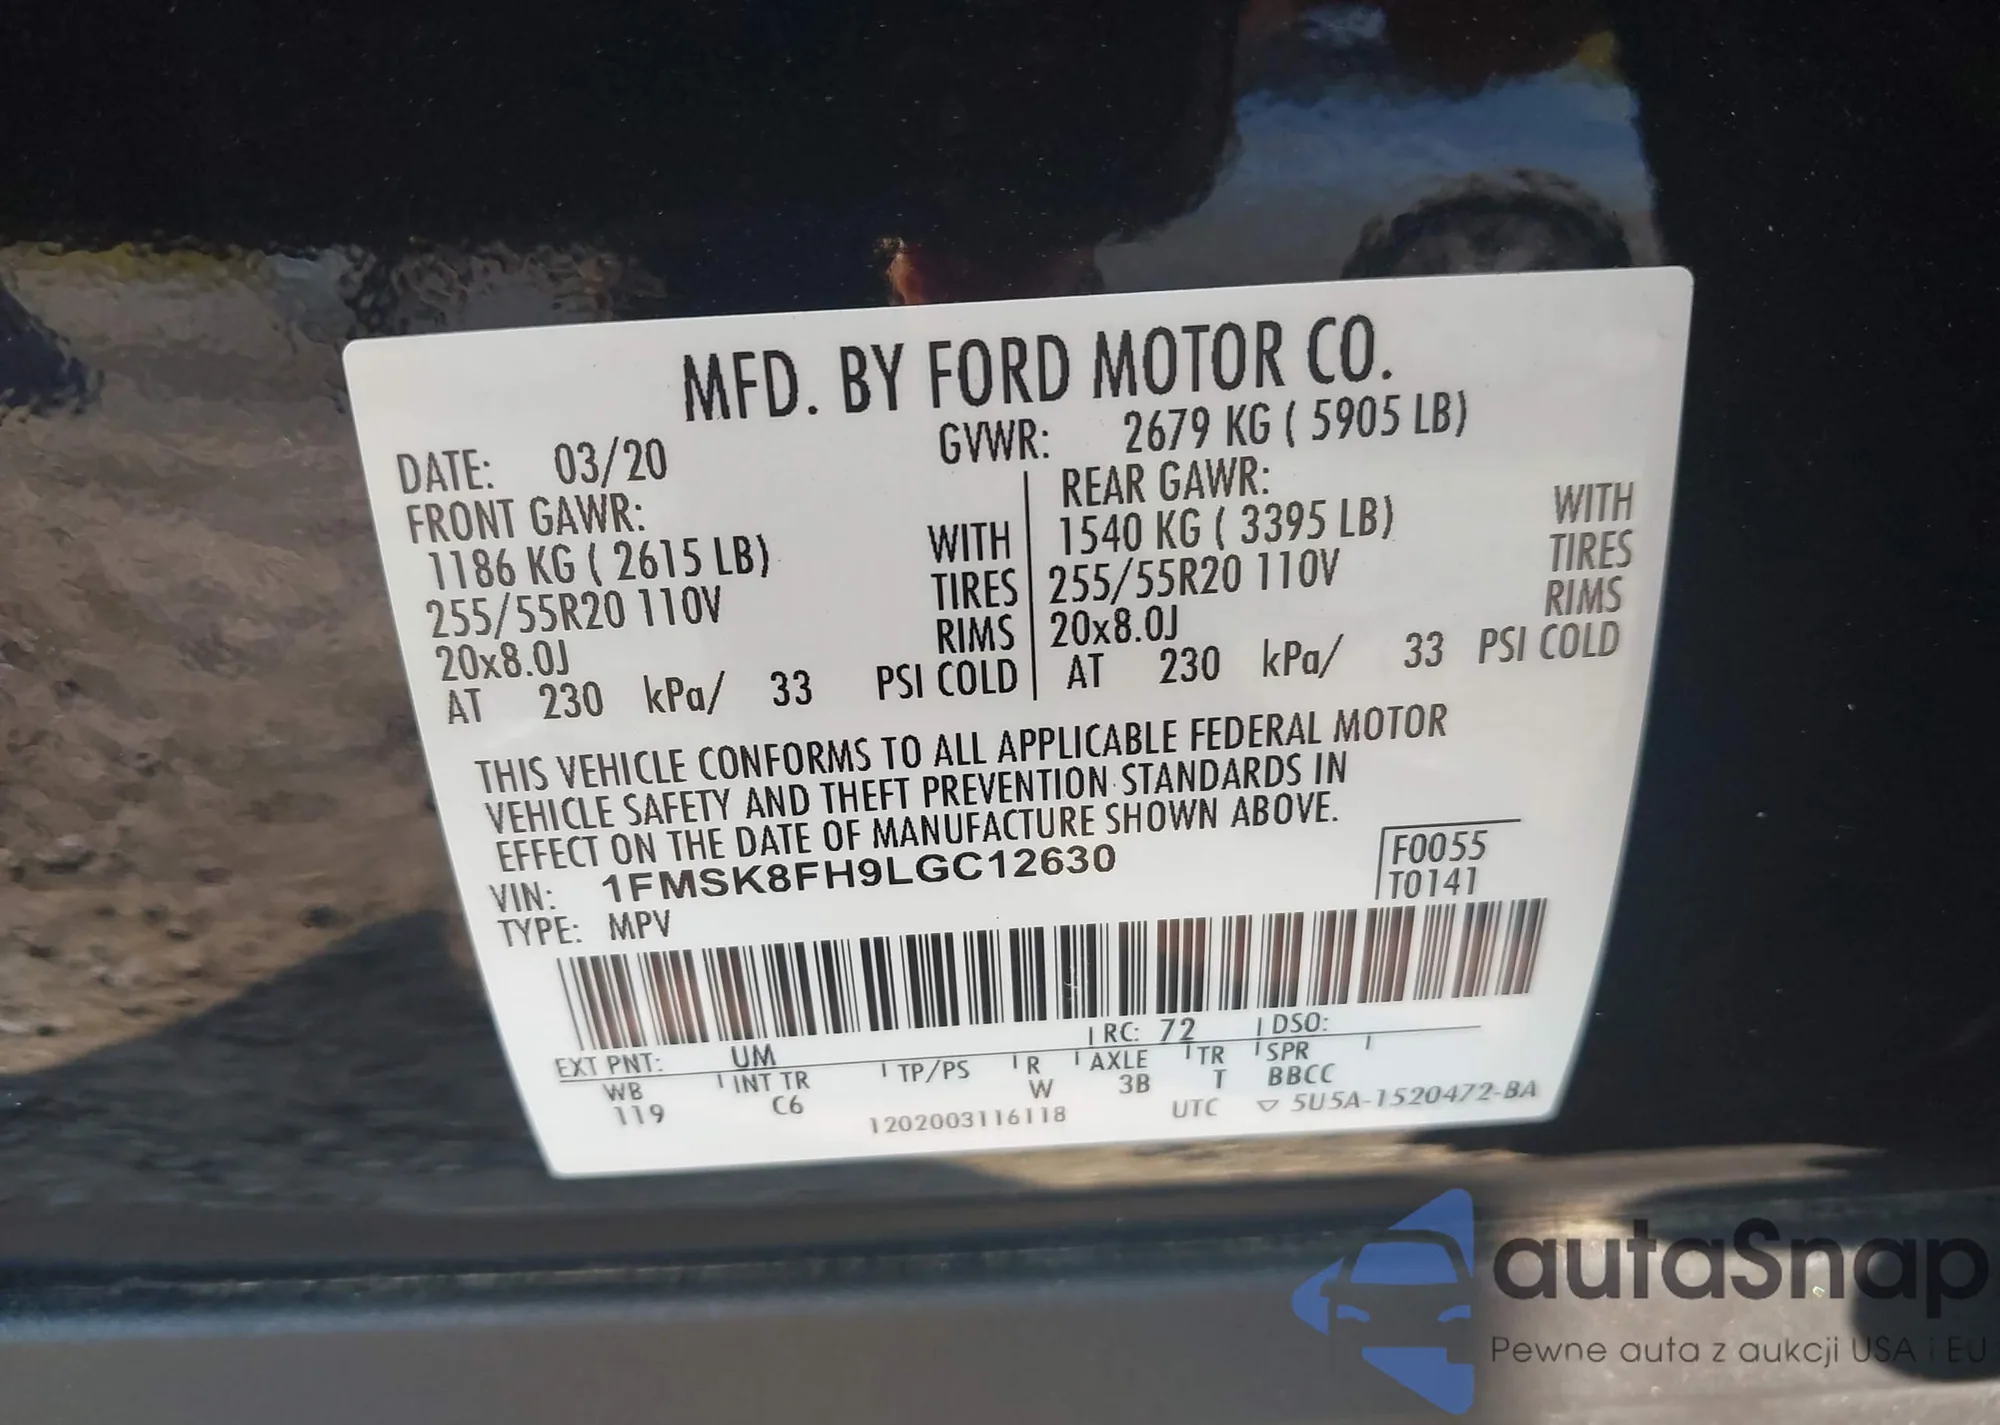 MFD. BY FORD MOTOR CO.
DATE: 03/20 GVWR: 2679 KG ( 5905 LB)
FRONT GAWR: REAR GAWR:
1186 KG ( 2615 LB) WITH 1540 KG ( 3395 LB) WITH
255/55R20 110V TIRES 255/55R20 110V TIRES
20x8.0J RIMS 20x8.0J RIMS
AT 230 kPa/ 33 PSI COLD AT 230 kPa/ 33 PSI COLD
THIS VEHICLE CONFORMS TO ALL APPLICABLE FEDERAL MOTOR
VEHICLE SAFETY AND THEFT PREVENTION STANDARDS IN
EFFECT ON THE DATE OF MANUFACTURE SHOWN ABOVE.
VIN: 1FMSK8FH9LGC12630 F0055
TYPE: MPV T0141
EXT PNT: UM RC: 72 DSO:
WB INT TR TP/PS R AXLE TR SPR
119 C6 W 3B T BBCC
1202003116118 UTC ▽ 5U5A-1520472-BA
autaSnap
Pewne auta z aukcji USA i EU